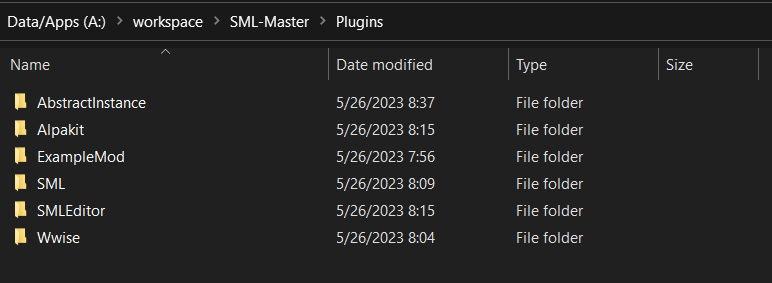 Data/Apps (A:) > workspace > SML-Master > Plugins
Name Date modified Type Size
AbstractInstance 5/26/2023 8:37 File folder
Alpakit 5/26/2023 8:15 File folder
ExampleMod 5/26/2023 7:56 File folder
SML 5/26/2023 8:09 File folder
SMLEditor 5/26/2023 8:15 File folder
Wwise 5/26/2023 8:04 File folder